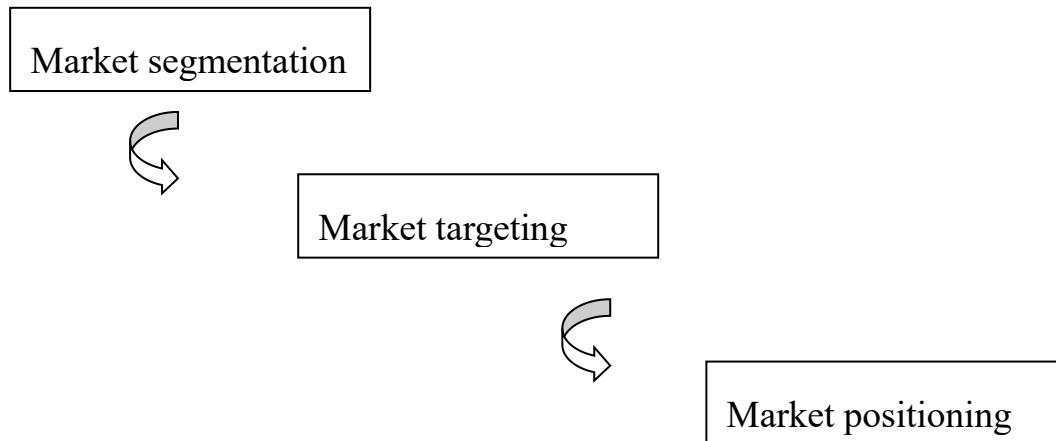 Market segmentation
Market targeting
Market positioning